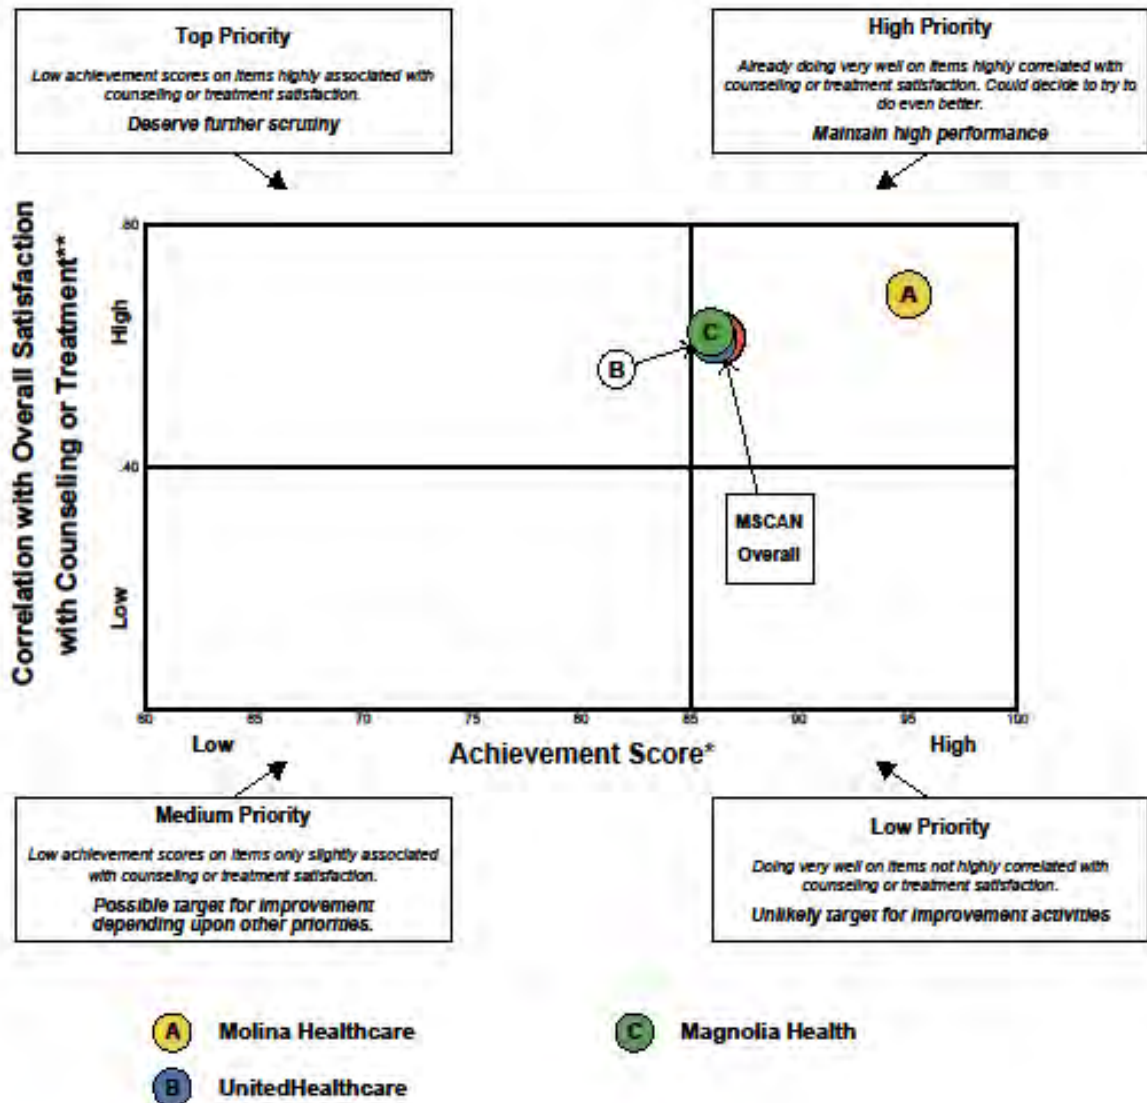 Top Priority
Low achievement scores on items highly associated with
counseling or treatment satisfaction.
Deserve further scrutiny
High Priority
Already doing very well on items highly correlated with
counseling or treatment satisfaction. Could decide to try to
do even better.
Maintain high performance
Correlation with Overall Satisfaction
with Counseling or Treatment**
High
Low
.80
.40
A
C
B
MSCAN
Overall
60 65 70 75 80 85 90 95 100
Low
Achievement Score*
High
Medium Priority
Low achievement scores on items only slightly associated
with counseling or treatment satisfaction.
Possible target for improvement
depending upon other priorities.
Low Priority
Doing very well on items not highly correlated with
counseling or treatment satisfaction.
Unlikely target for improvement activities
A Molina Healthcare
C Magnolia Health
B UnitedHealthcare